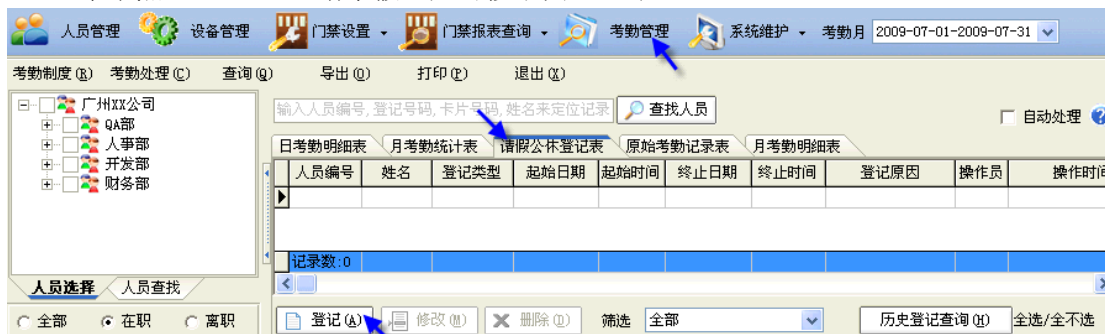 人员管理 设备管理 门禁设置 门禁报表查询 考勤管理 系统维护 考勤月 2009-07-01-2009-07-31
考勤制度(R) 考勤处理(C) 查询(Q) 导出(O) 打印(P) 退出(X)
广州XX公司
QA部
人事部
开发部
财务部
人员选择 人员查找
全部 在职 离职
输入人员编号,登记号码,卡片号码,姓名来定位记录 查找人员 自动处理
日考勤明细表 月考勤统计表 请假公休登记表 原始考勤记录表 月考勤明细表
人员编号 姓名 登记类型 起始日期 起始时间 终止日期 终止时间 登记原因 操作员 操作时间
记录数:0
登记(A) 修改(M) 删除(D) 筛选 全部 历史登记查询(H) 全选/全不选